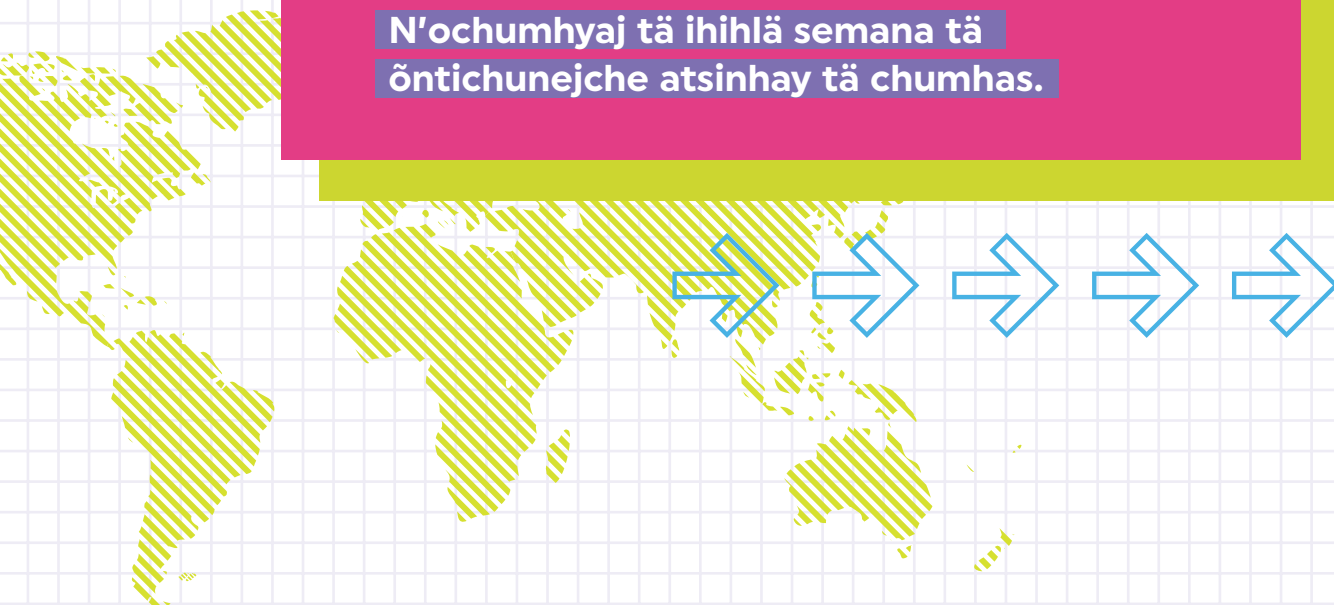 N'ochumhyaj tä ihihlä semana tä
õntichunejche atsinhay tä chumhas.